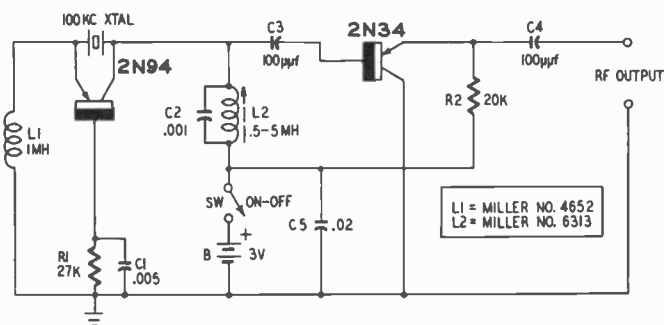 100KC XTAL
2N94
C3
100µµf
2N34
C4
100µµf
RF OUTPUT
L1
1MH
C2
.001
L2
.5-5MH
R2
20K
SW
ON-OFF
C5
.02
L1 = MILLER NO. 4652
L2 = MILLER NO. 6313
R1
27K
C1
.005
B
+
3V